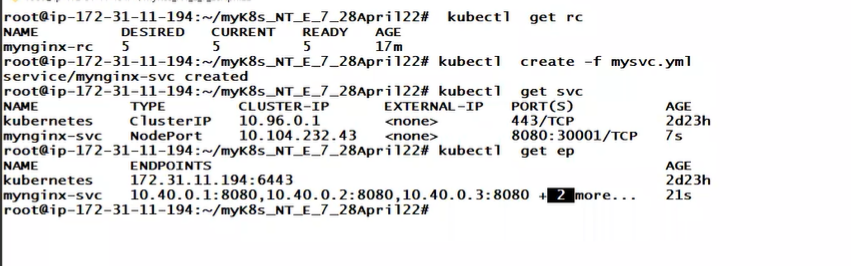 root@ip-172-31-11-194:~/myK8s_NT_E_7_28April22# kubectl get rc
NAME DESIRED CURRENT READY AGE
mynginx-rc 5 5 5 17m
root@ip-172-31-11-194:~/myK8s_NT_E_7_28April22# kubectl create -f mysvc.yml
service/mynginx-svc created
root@ip-172-31-11-194:~/myK8s_NT_E_7_28April22# kubectl get svc
NAME TYPE CLUSTER-IP EXTERNAL-IP PORT(S) AGE
kubernetes ClusterIP 10.96.0.1 <none> 443/TCP 2d23h
mynginx-svc NodePort 10.104.232.43 <none> 8080:30001/TCP 7s
root@ip-172-31-11-194:~/myK8s_NT_E_7_28April22# kubectl get ep
NAME ENDPOINTS AGE
kubernetes 172.31.11.194:6443 2d23h
mynginx-svc 10.40.0.1:8080,10.40.0.2:8080,10.40.0.3:8080 + 2 more... 21s
root@ip-172-31-11-194:~/myK8s_NT_E_7_28April22#